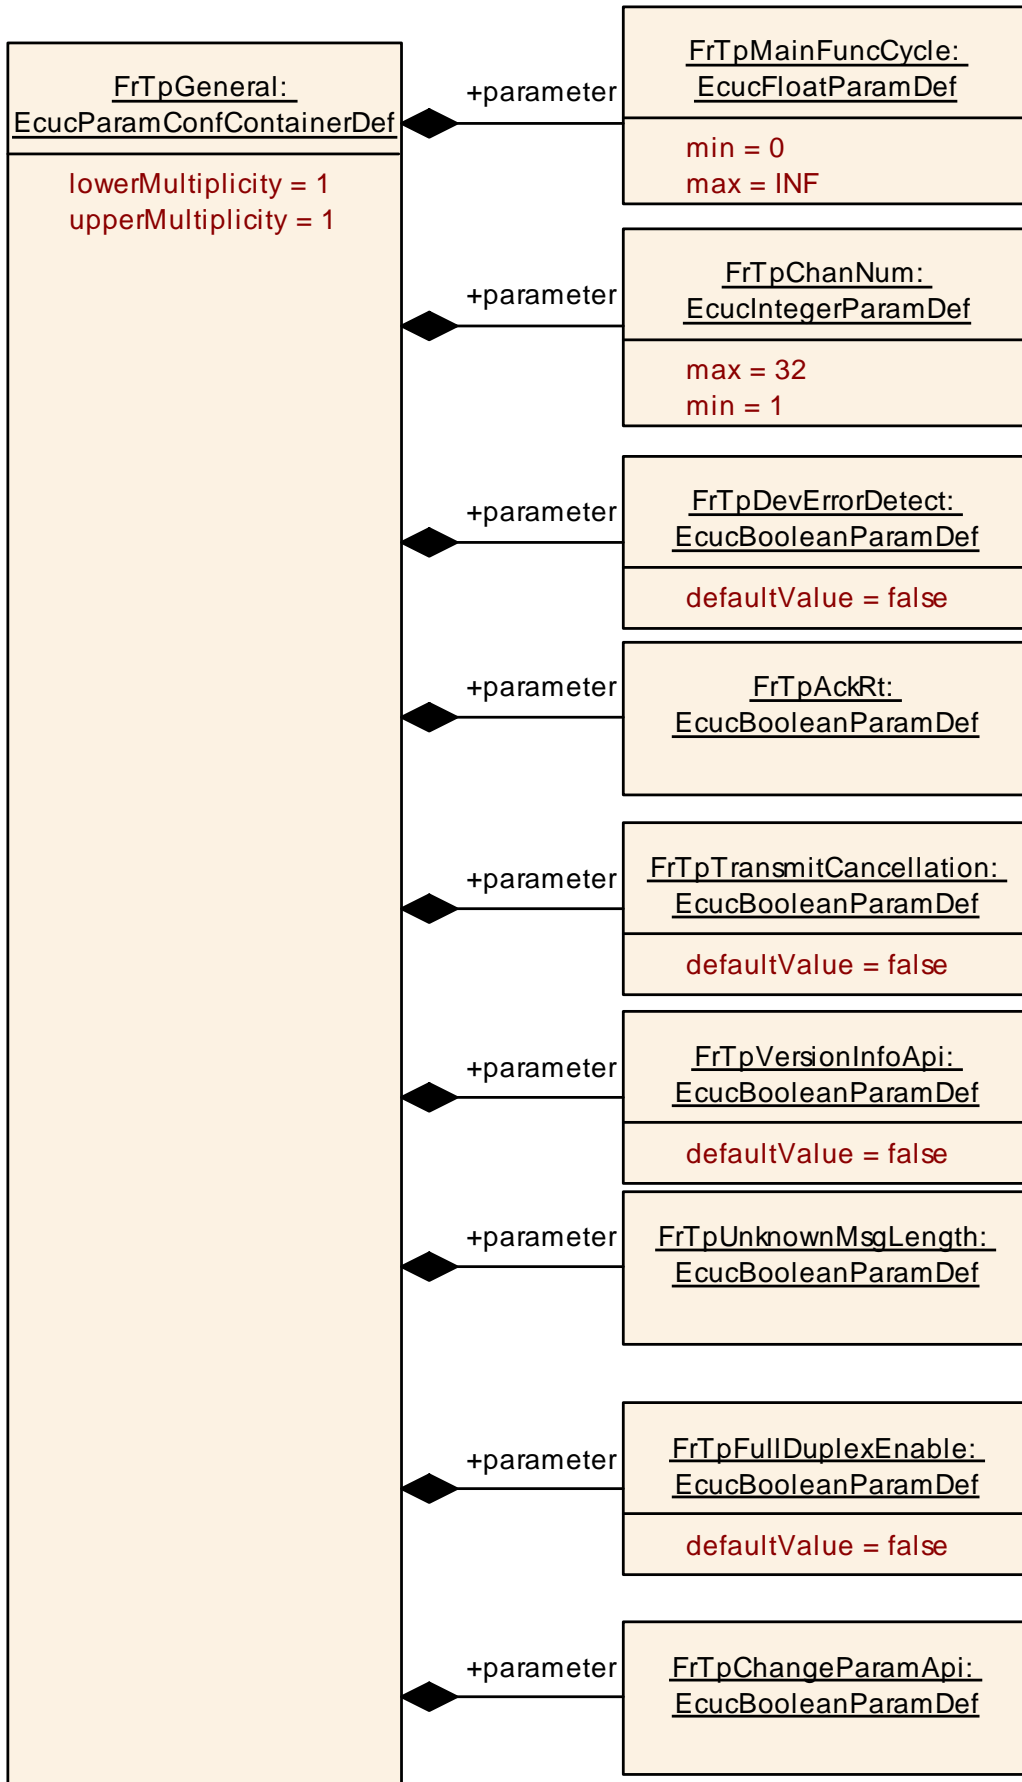 FrTpGeneral:
EcucParamConfContainerDef
lowerMultiplicity = 1
upperMultiplicity = 1
+parameter
FrTpMainFuncCycle:
EcucFloatParamDef
min = 0
max = INF
+parameter
FrTpChanNum:
EcucIntegerParamDef
max = 32
min = 1
+parameter
FrTpDevErrorDetect:
EcucBooleanParamDef
defaultValue = false
+parameter
FrTpAckRt:
EcucBooleanParamDef
+parameter
FrTpTransmitCancellation:
EcucBooleanParamDef
defaultValue = false
+parameter
FrTpVersionInfoApi:
EcucBooleanParamDef
defaultValue = false
+parameter
FrTpUnknownMsgLength:
EcucBooleanParamDef
+parameter
FrTpFullDuplexEnable:
EcucBooleanParamDef
defaultValue = false
+parameter
FrTpChangeParamApi:
EcucBooleanParamDef